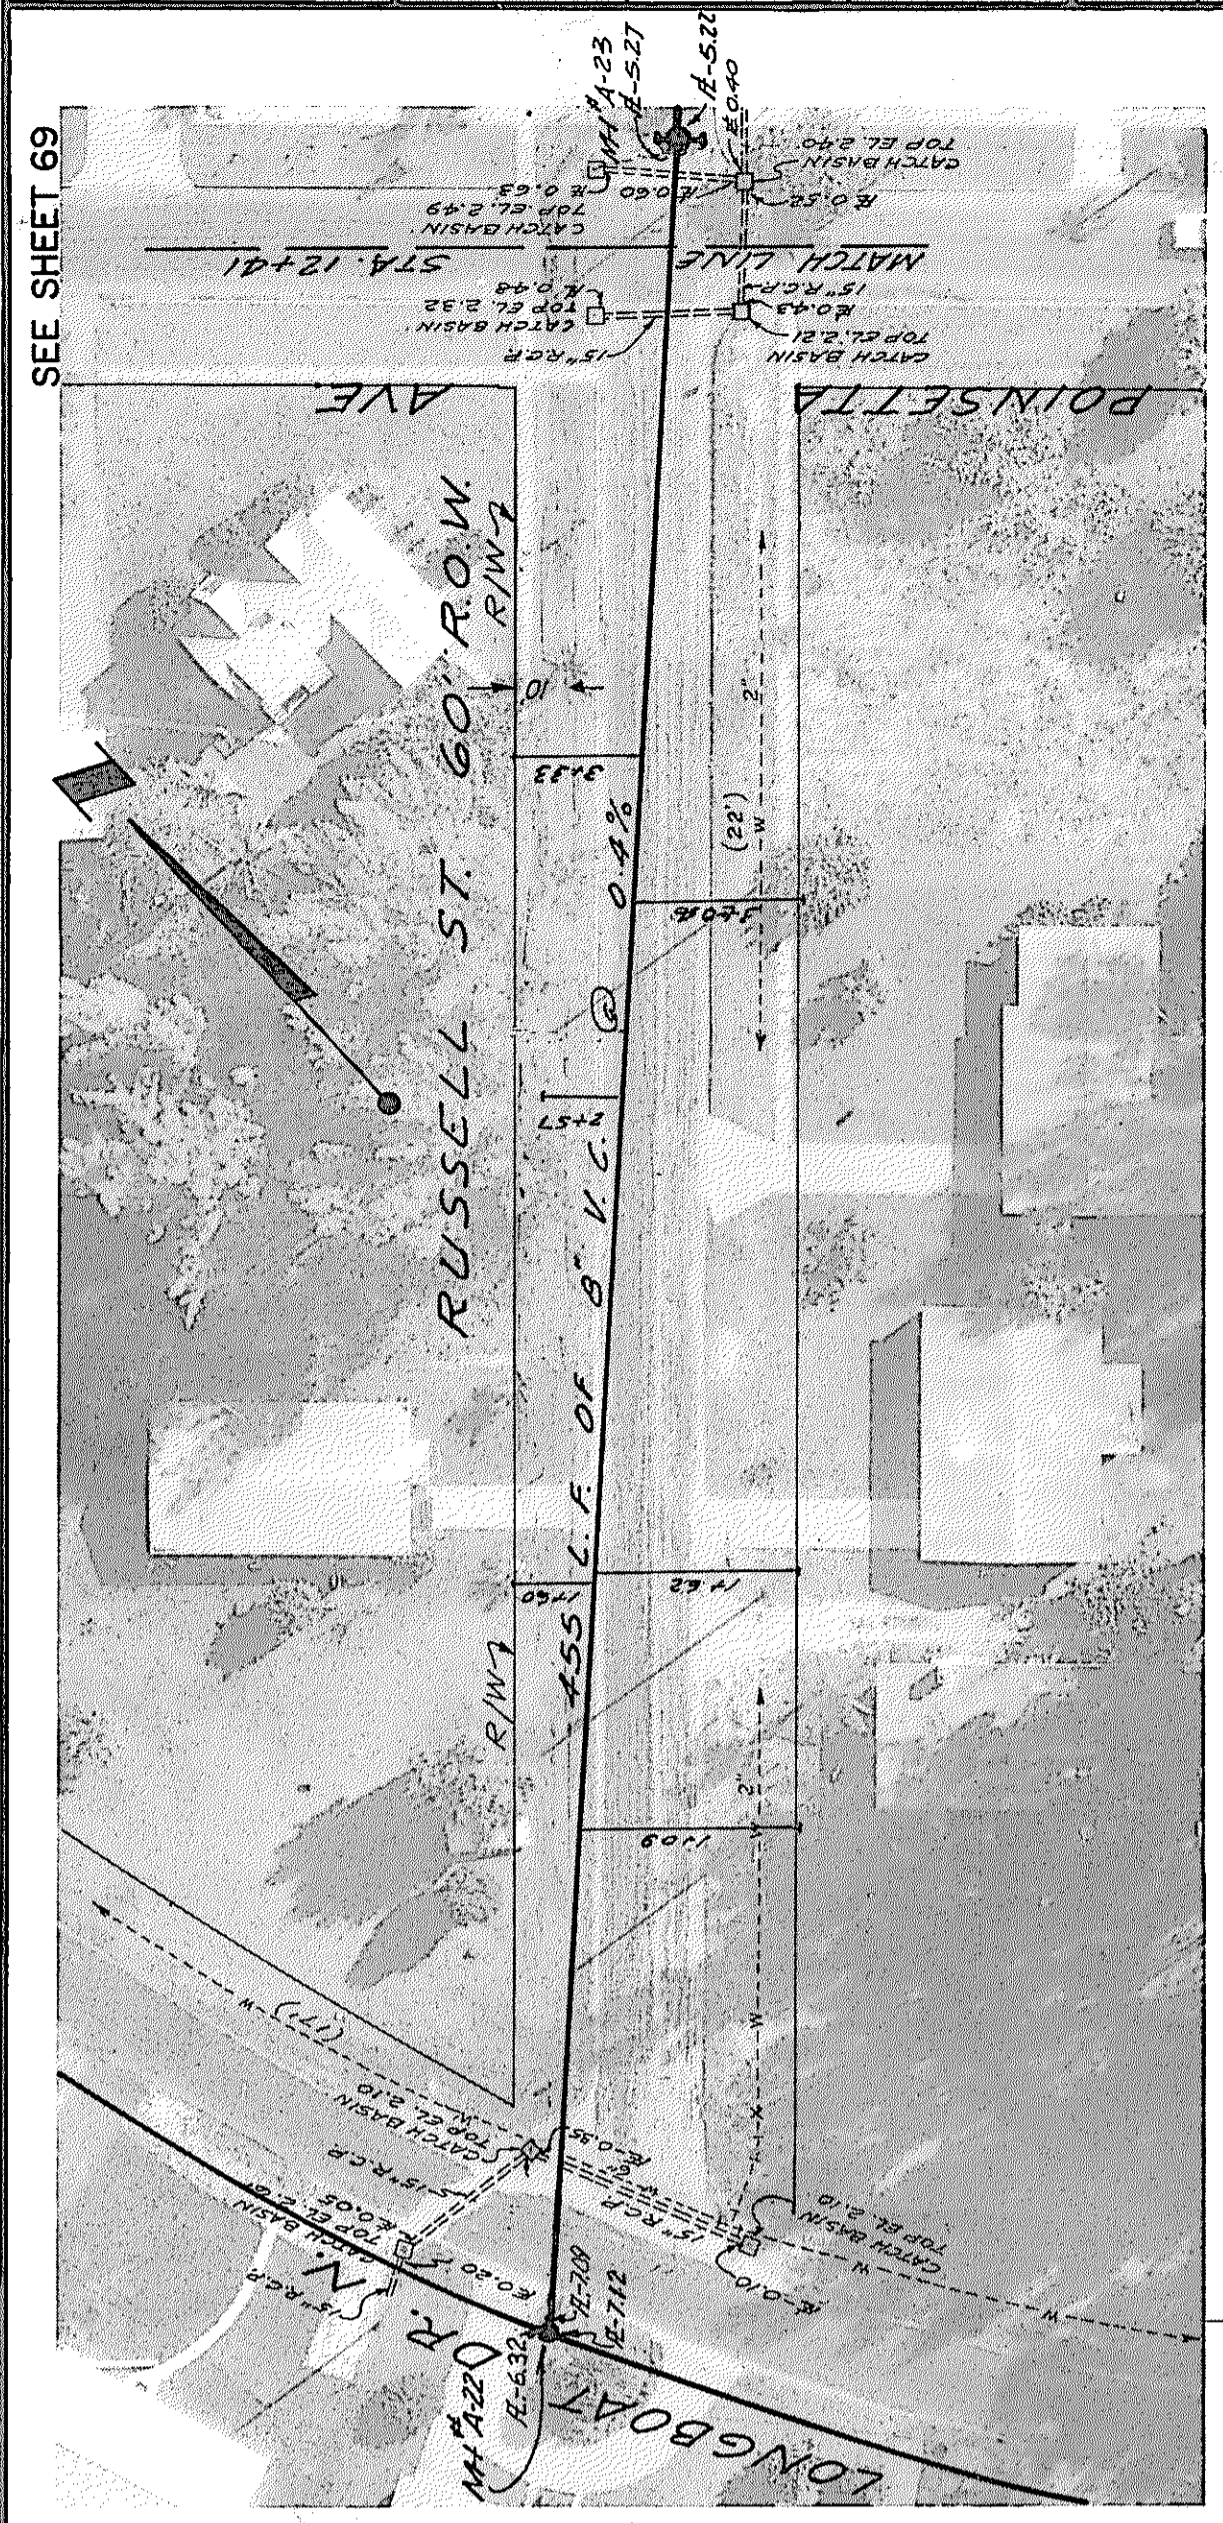 SEE SHEET 69
MH # A-23
IE-5.27
IE-5.22
IE 0.40
CATCH BASIN
TOP EL 2.40
IE 0.52
IE 0.60
CATCH BASIN
TOP EL. 2.49
IE 0.63
MATCH LINE STA. 12+41
CATCH BASIN
TOP EL 2.32
IE 0.48
15" R.C.P.
CATCH BASIN
TOP EL. 2.21
IE 0.43
15" R.C.P.
POINSETTA AVE
RUSSELL ST. 60' R.O.W.
R/W
10'
3+33
455 L.F. OF 8" V.C. @ 0.4%
(22')
W 2"
2+57
1+60
1+62
R/W
1+09
W W 2"
(17')
W
CATCH BASIN
TOP EL. 2.10
15" R.C.P.
IE-0.35
CATCH BASIN
TOP EL. 2.61
IE 0.05
15" R.C.P.
IE 0.20
15" R.C.P.
CATCH BASIN
TOP EL 2.10
IE-0.10
W
W
MH # A-22
IE-6.32
IE-7.09
IE-7.12
LONGBOAY DR. N.